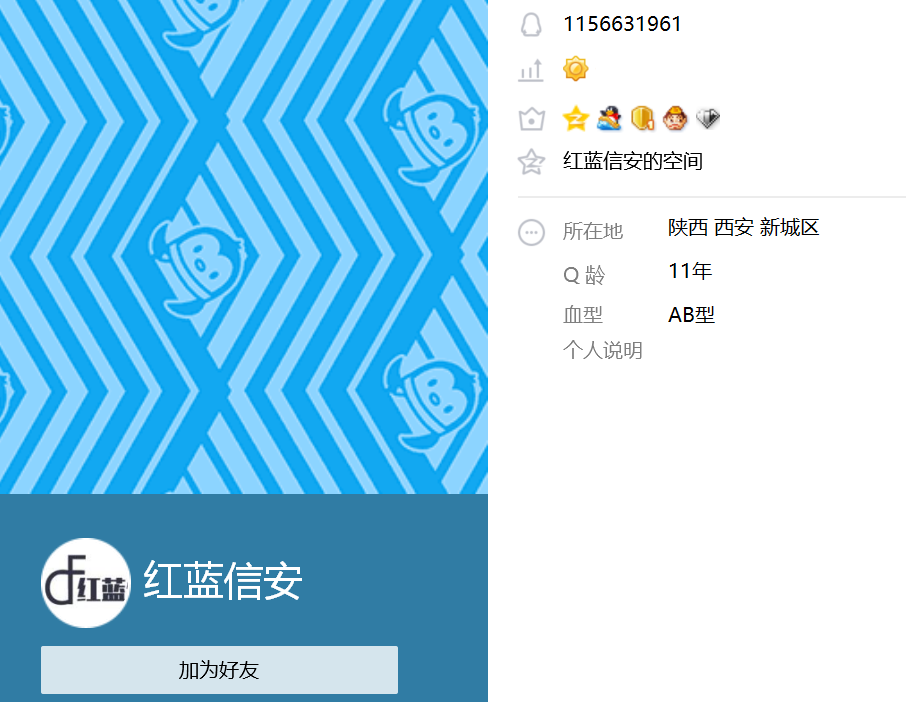 1156631961
红蓝信安的空间
所在地 陕西 西安 新城区
Q 龄 11年
血型 AB型
个人说明
红蓝
红蓝信安
加为好友